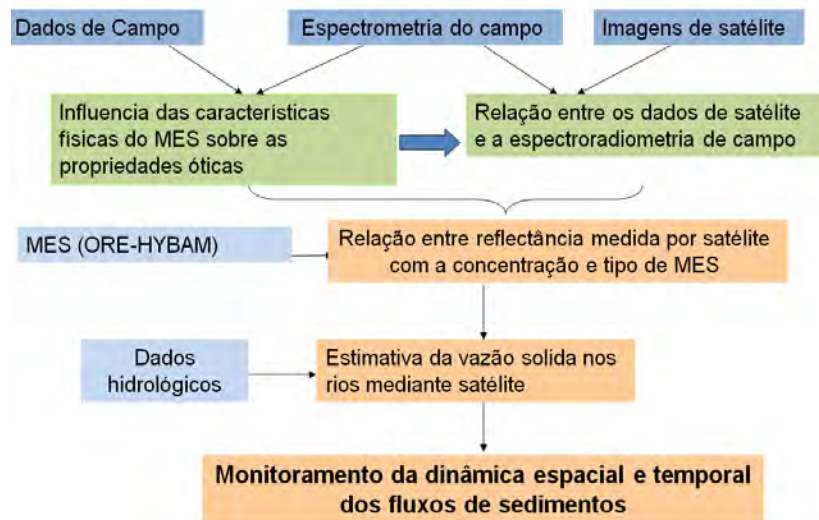 Dados de Campo
Espectrometria do campo
Imagens de satélite
Influencia das características
físicas do MES sobre as
propriedades óticas
Relação entre os dados de satélite
e a espectroradiometria de campo
MES (ORE-HYBAM)
Relação entre reflectância medida por satélite
com a concentração e tipo de MES
Dados
hidrológicos
Estimativa da vazão solida nos
rios mediante satélite
Monitoramento da dinâmica espacial e temporal
dos fluxos de sedimentos